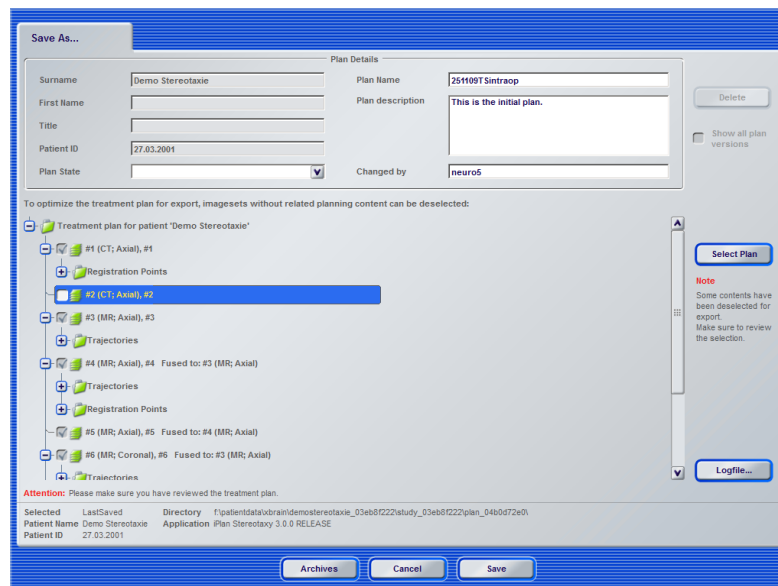 Save As...
Plan Details
Surname Demo Stereotaxie Plan Name 251109TSintraop
First Name Plan description This is the initial plan. Delete
Title
Show all plan versions
Patient ID 27.03.2001
Plan State Changed by neuro5
To optimize the treatment plan for export, imagesets without related planning content can be deselected:
Treatment plan for patient 'Demo Stereotaxie'
#1 (CT; Axial), #1
Select Plan
Registration Points
Note
#2 (CT; Axial), #2
Some contents have
been deselected for
export.
Make sure to review
the selection.
#3 (MR; Axial), #3
Trajectories
#4 (MR; Axial), #4 Fused to: #3 (MR; Axial)
Trajectories
Registration Points
#5 (MR; Axial), #5 Fused to: #4 (MR; Axial)
#6 (MR; Coronal), #6 Fused to: #3 (MR; Axial)
Logfile...
Trajectories
Attention: Please make sure you have reviewed the treatment plan.
Selected LastSaved Directory f:\patientdata\xbrain\demostereotaxie_03eb8f222\study_03eb8f222\plan_04b0d72e0\
Patient Name Demo Stereotaxie Application iPlan Stereotaxy 3.0.0 RELEASE
Patient ID 27.03.2001
Archives Cancel Save